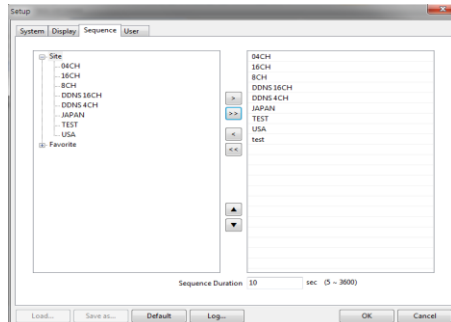 Setup
System Display Sequence User
Site
04CH
16CH
8CH
DDNS 16CH
DDNS 4CH
JAPAN
TEST
USA
Favorite
>
>>
<
<<
▲
▼
04CH
16CH
8CH
DDNS 16CH
DDNS 4CH
JAPAN
TEST
USA
test
Sequence Duration 10 sec (5 ~ 3600)
Load... Save as... Default Log... OK Cancel